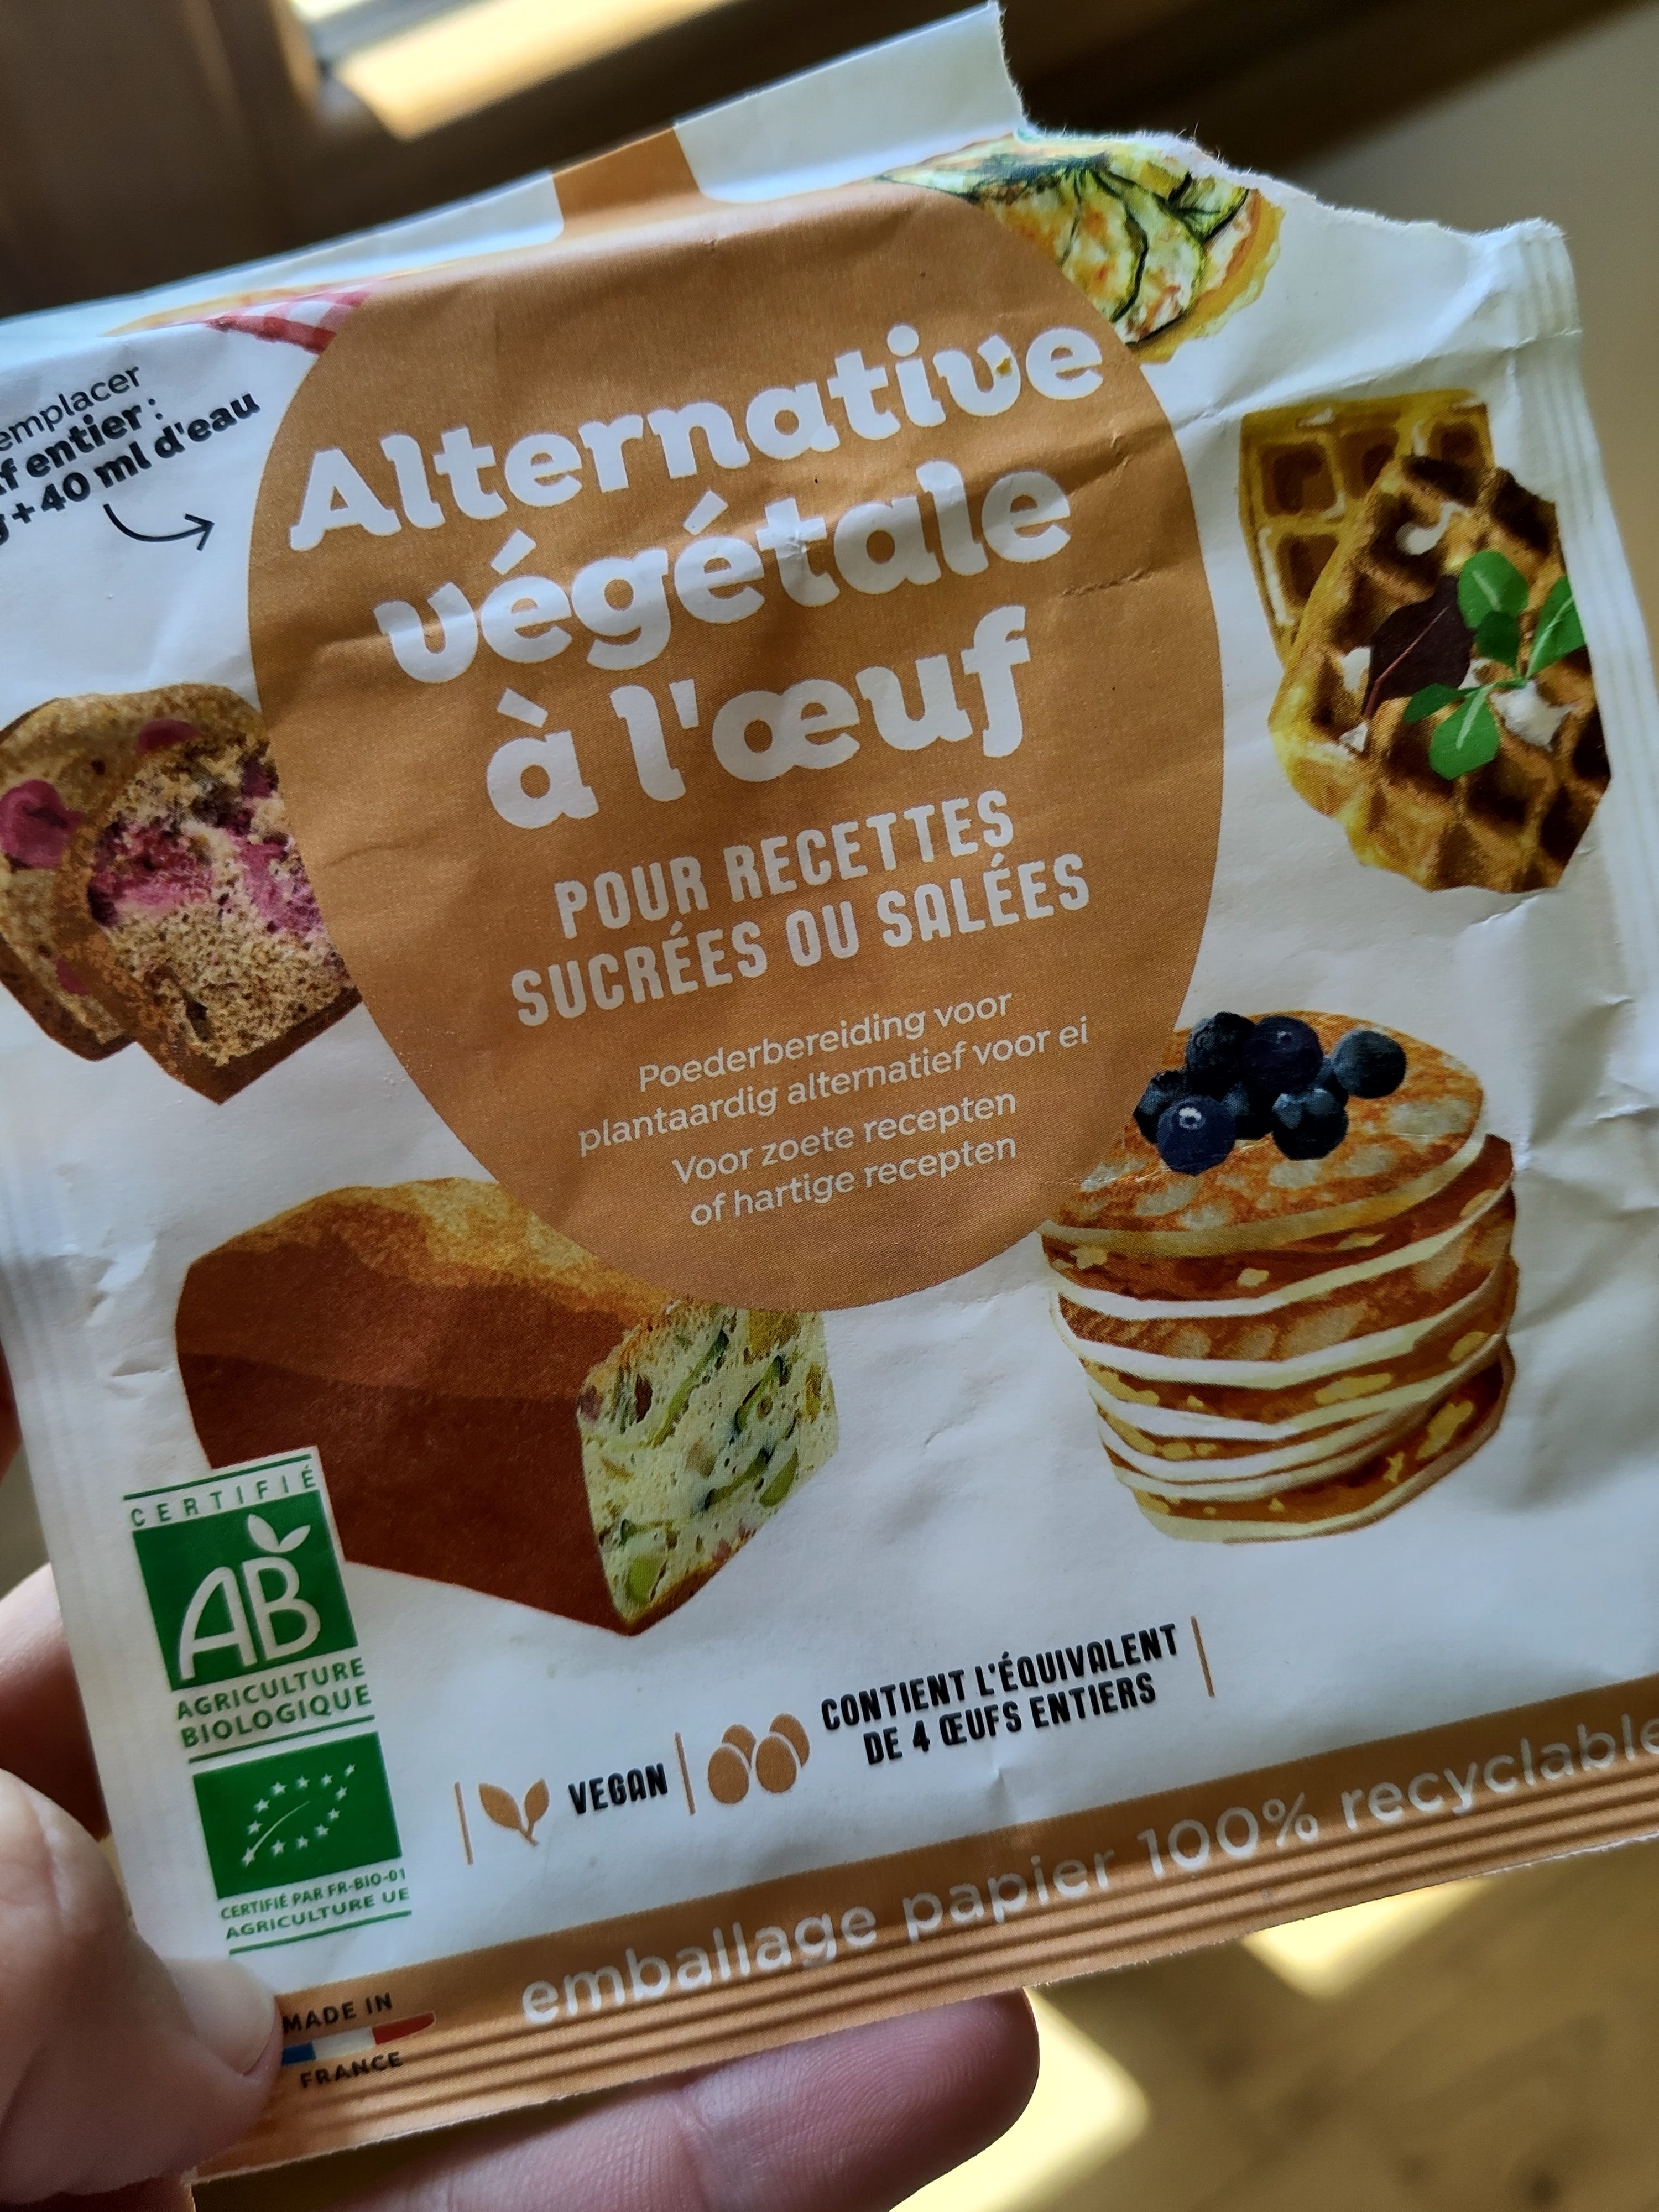 entier :
+ 40 ml d'eau
Alternative
végétale
à l'œuf
POUR RECETTES
SUCRÉES OU SALÉES
Poederbereiding voor
plantaardig alternatief voor ei
Voor zoete recepten
of hartige recepten
CERTIFIÉ
AB
AGRICULTURE
BIOLOGIQUE
CERTIFIÉ PAR FR-BIO-01
AGRICULTURE UE
VEGAN
CONTIENT L'ÉQUIVALENT
DE 4 ŒUFS ENTIERS
emballage papier 100% recyclable
MADE IN
FRANCE